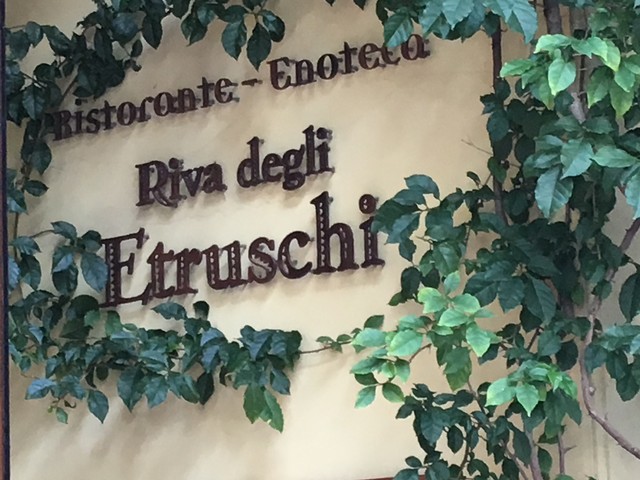 Ristorante - Enoteca
Riva degli
Etruschi